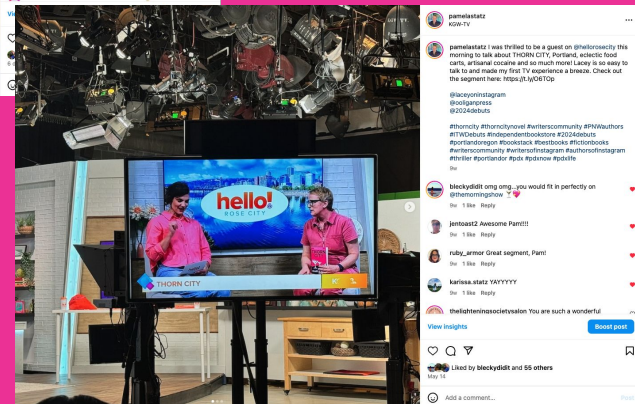 pamelastatz
KGW-TV
pamelastatz I was thrilled to be a guest on @hellorosecity this
morning to talk about THORN CITY, Portland, eclectic food
carts, artisanal cocaine and so much more! Lacey is so easy to
talk to and made my first TV experience a breeze. Check out
the segment here: https://t.ly/O6TOp
@laceyoninstagram
@ooliganpress
@2024debuts
#thorncity #thorncitynovel #writerscommunity #PNWauthors
#ITWDebuts #independentbookstore #2024debuts
#portlandoregon #bookstack #bestbooks #fictionbooks
#writerscommunity #writersofinstagram #authorsofinstagram
#thriller #portlandor #pdx #pdxnow #pdxlife
9w
bleckydidit omg omg...you would fit in perfectly on
@themorningshow 🍸💖
9w 1 like Reply
jentoast2 Awesome Pam!!!!
9w 1 like Reply
ruby_armor Great segment, Pam!
9w 1 like Reply
karissa.statz YAYYYYY
9w 1 like Reply
thelighteningsocietysalon You are such a wonderful
View insights
Boost post
Liked by bleckydidit and 55 others
May 14
Add a comment...
Post
hello!
ROSE CITY
THORN CITY